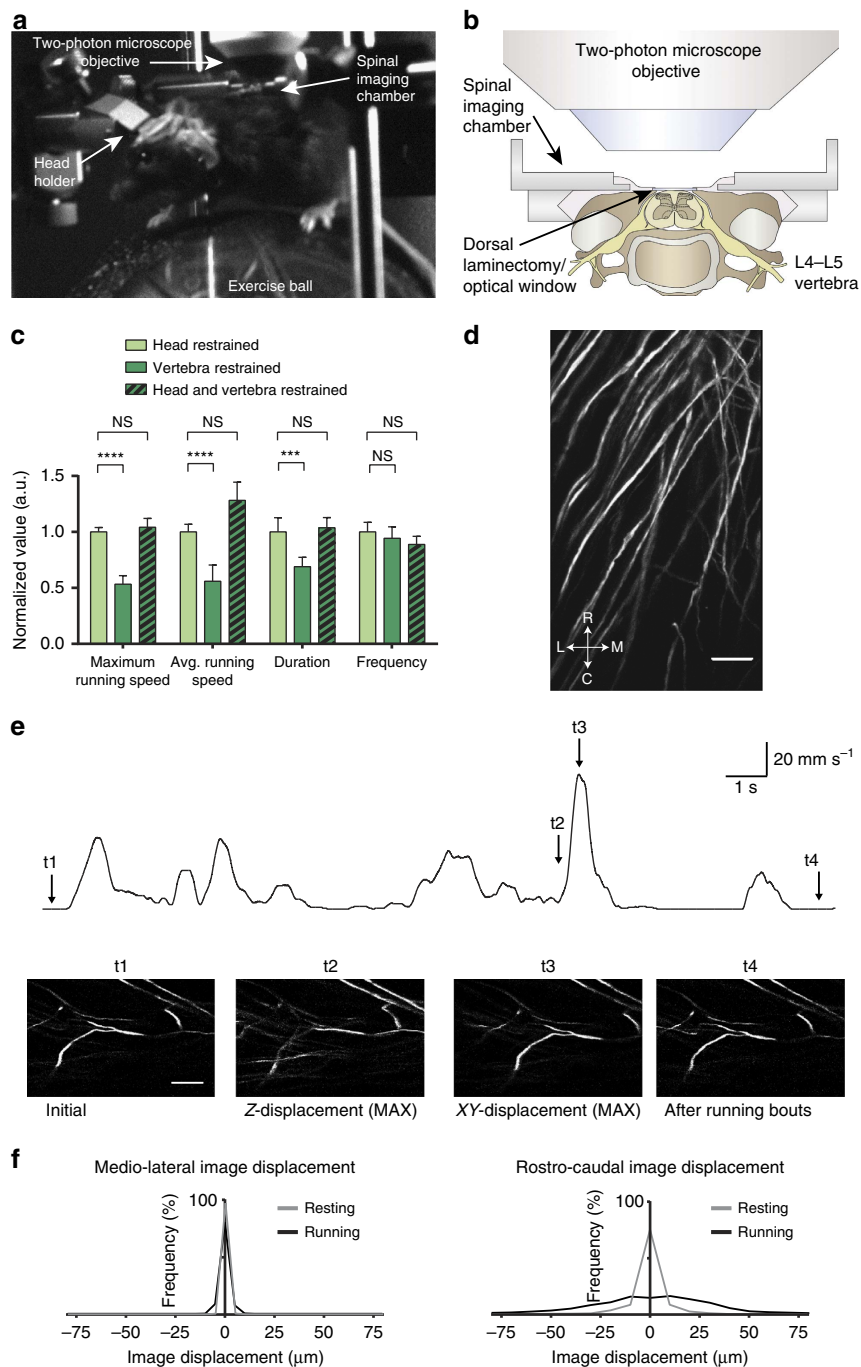 a
Two-photon microscope
objective
Spinal
imaging
chamber
Head
holder
Exercise ball
b
Two-photon microscope
objective
Spinal
imaging
chamber
Dorsal
laminectomy/
optical window
L4–L5
vertebra
c
Head restrained
Vertebra restrained
Head and vertebra restrained
NS
NS
NS
NS
****
****
***
NS
Normalized value (a.u.)
1.5
1.0
0.5
0.0
Maximum
running speed
Avg. running
speed
Duration
Frequency
d
R
L
M
C
e
t1
t2
t3
t4
20 mm s⁻¹
1 s
t1
t2
t3
t4
Initial
Z-displacement (MAX)
XY-displacement (MAX)
After running bouts
f
Medio-lateral image displacement
Frequency (%)
100
Resting
Running
−75
−50
−25
0
25
50
75
Image displacement (μm)
Rostro-caudal image displacement
Frequency (%)
100
Resting
Running
−75
−50
−25
0
25
50
75
Image displacement (μm)